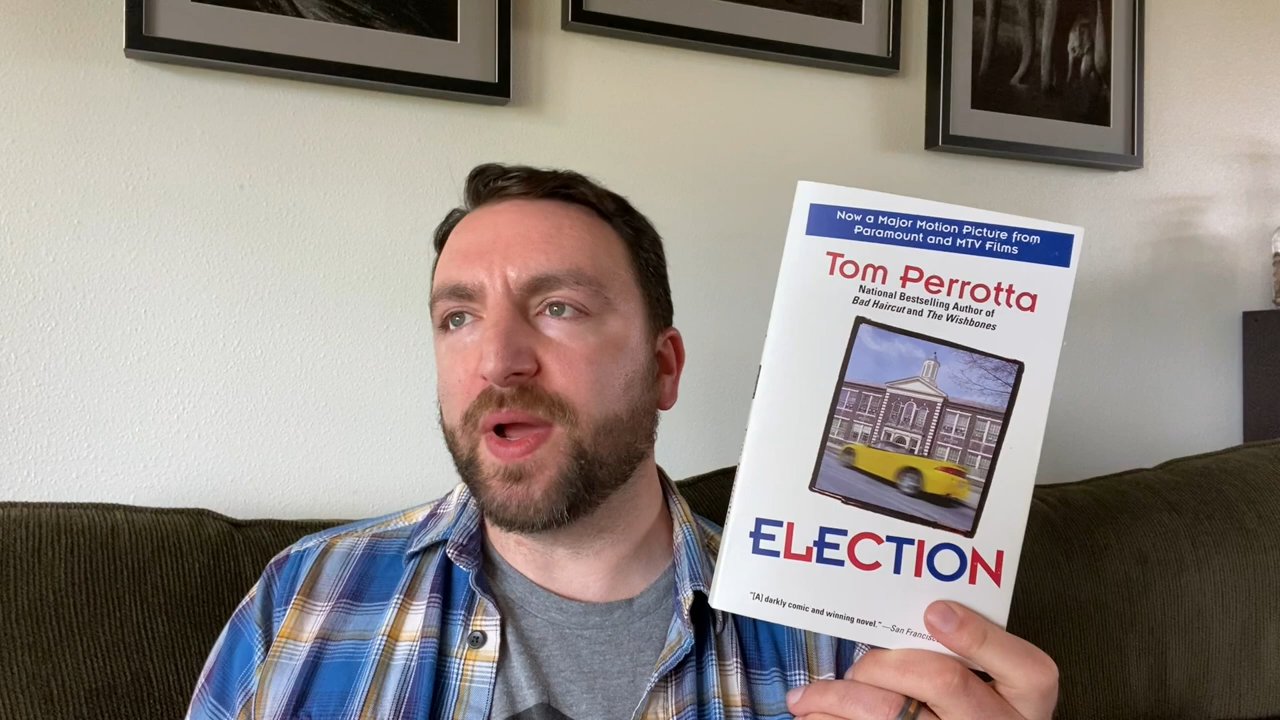 Now a Major Motion Picture from
Paramount and MTV Films
Tom Perrotta
National Bestselling Author of
Bad Haircut and The Wishbones
ELECTION
"[A] darkly comic and winning novel." —San